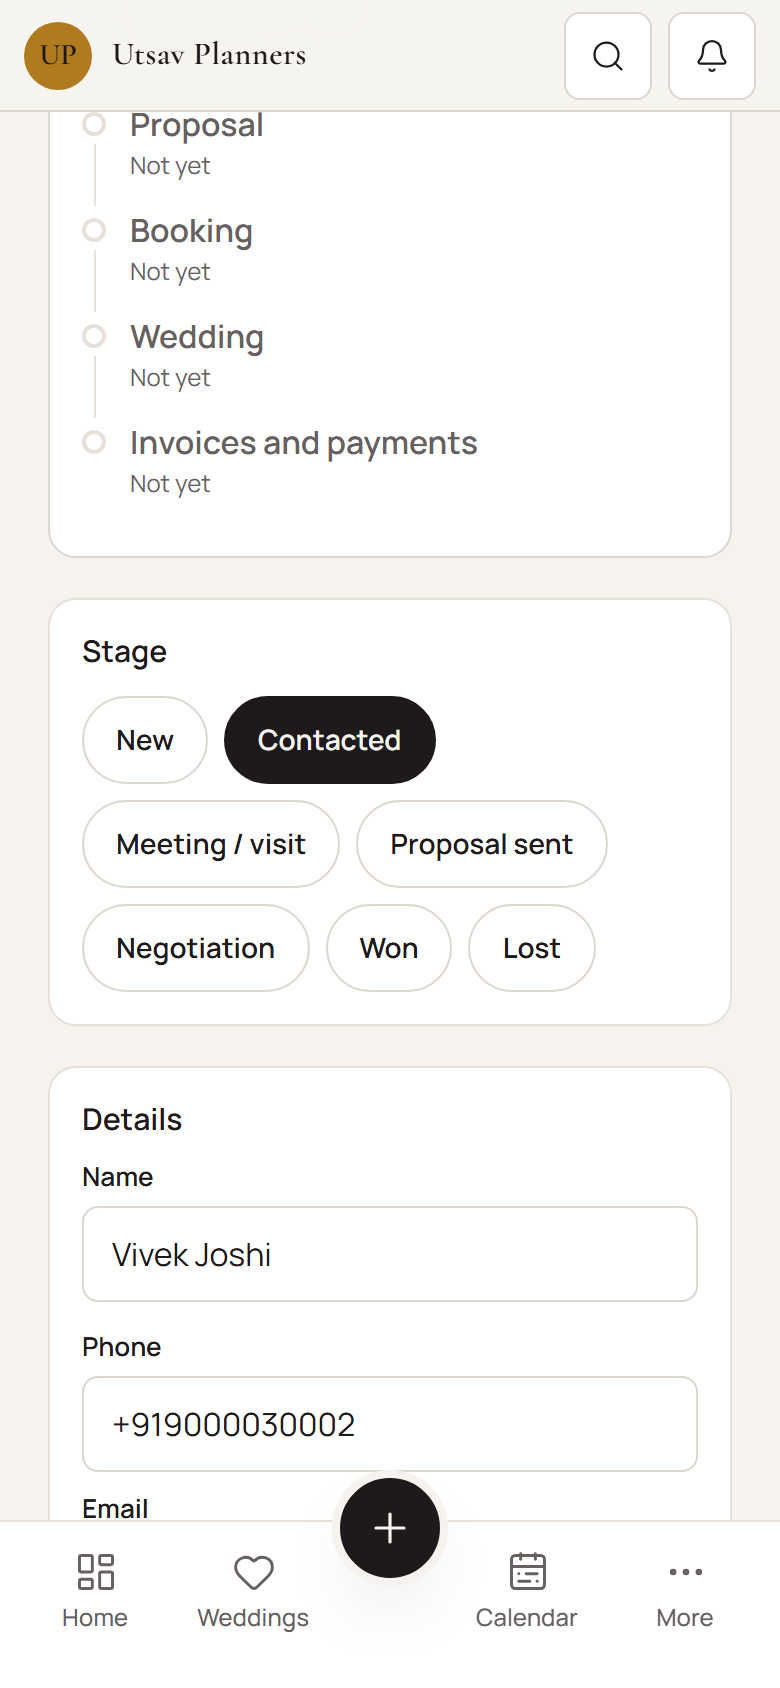 UP Utsav Planners
Proposal
Not yet
Booking
Not yet
Wedding
Not yet
Invoices and payments
Not yet
Stage
New Contacted
Meeting / visit Proposal sent
Negotiation Won Lost
Details
Name
Vivek Joshi
Phone
+919000030002
Email
Home Weddings Calendar More